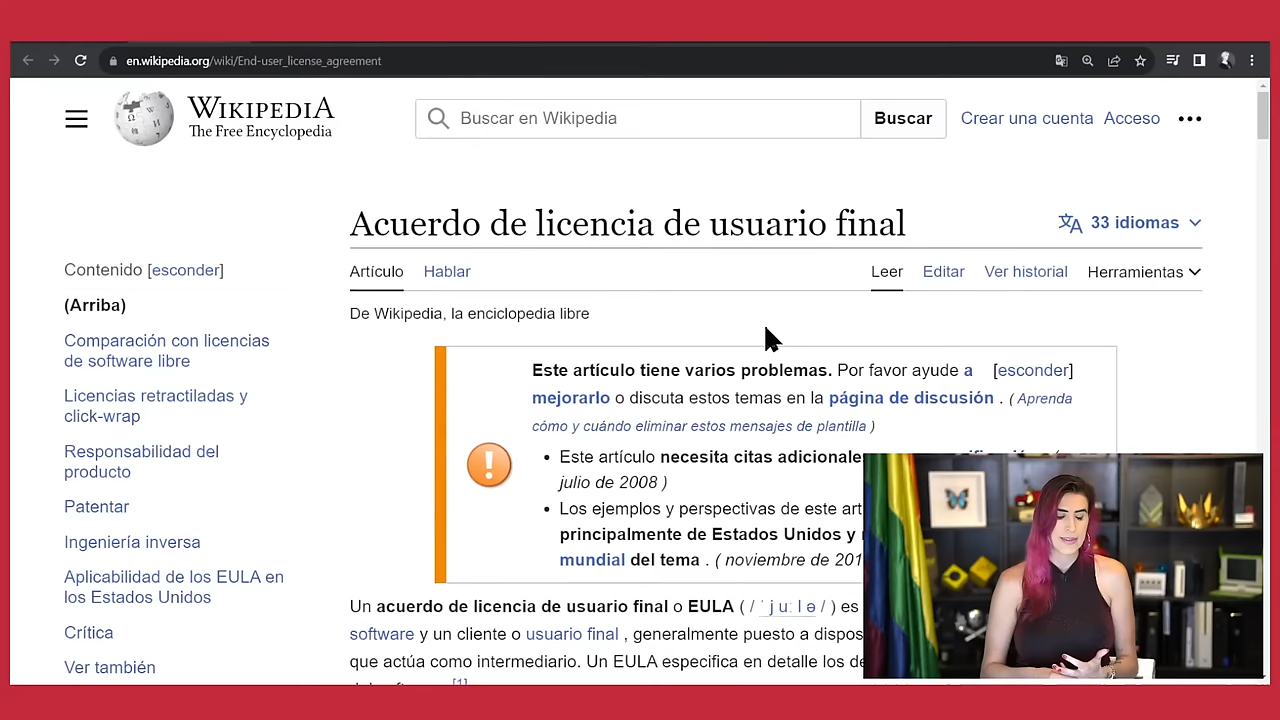 en.wikipedia.org/wiki/End-user_license_agreement
WIKIPEDIA
The Free Encyclopedia
Buscar en Wikipedia
Buscar
Crear una cuenta Acceso
Acuerdo de licencia de usuario final
33 idiomas
Contenido [esconder]
(Arriba)
Comparación con licencias
de software libre
Licencias retractiladas y
click-wrap
Responsabilidad del
producto
Patentar
Ingeniería inversa
Aplicabilidad de los EULA en
los Estados Unidos
Crítica
Ver también
Artículo Hablar
Leer Editar Ver historial Herramientas
De Wikipedia, la enciclopedia libre
Este artículo tiene varios problemas. Por favor ayude a [esconder]
mejorarlo o discuta estos temas en la página de discusión . ( Aprenda
cómo y cuándo eliminar estos mensajes de plantilla )
• Este artículo necesita citas
julio de 2008 )
• Los ejemplos y perspectivas de este
principalmente de Estados Unidos y
mundial del tema . ( noviembre de
Un acuerdo de licencia de usuario final o EULA ( / ˈ j uː l ə / ) es
software y un cliente o usuario final , generalmente puesto a
que actúa como intermediario. Un EULA especifica en detalle los
[1]